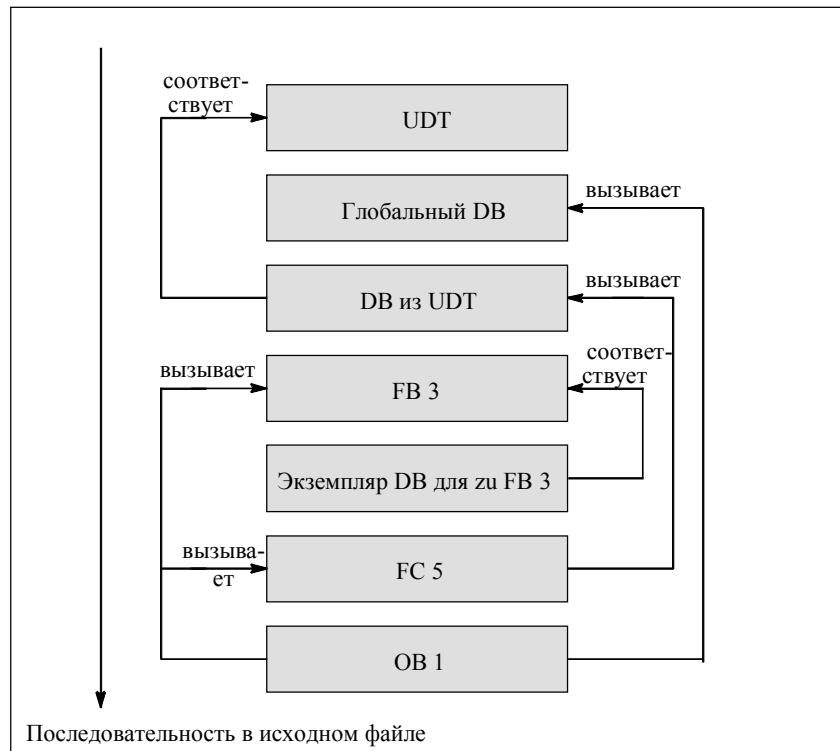 соответ-
ствует
UDT
вызывает
Глобальный DB
вызывает
DB из UDT
соответ-
ствует
вызывает
FB 3
Экземпляр DB для zu FB 3
вызыва-
ет
FC 5
OB 1
Последовательность в исходном файле